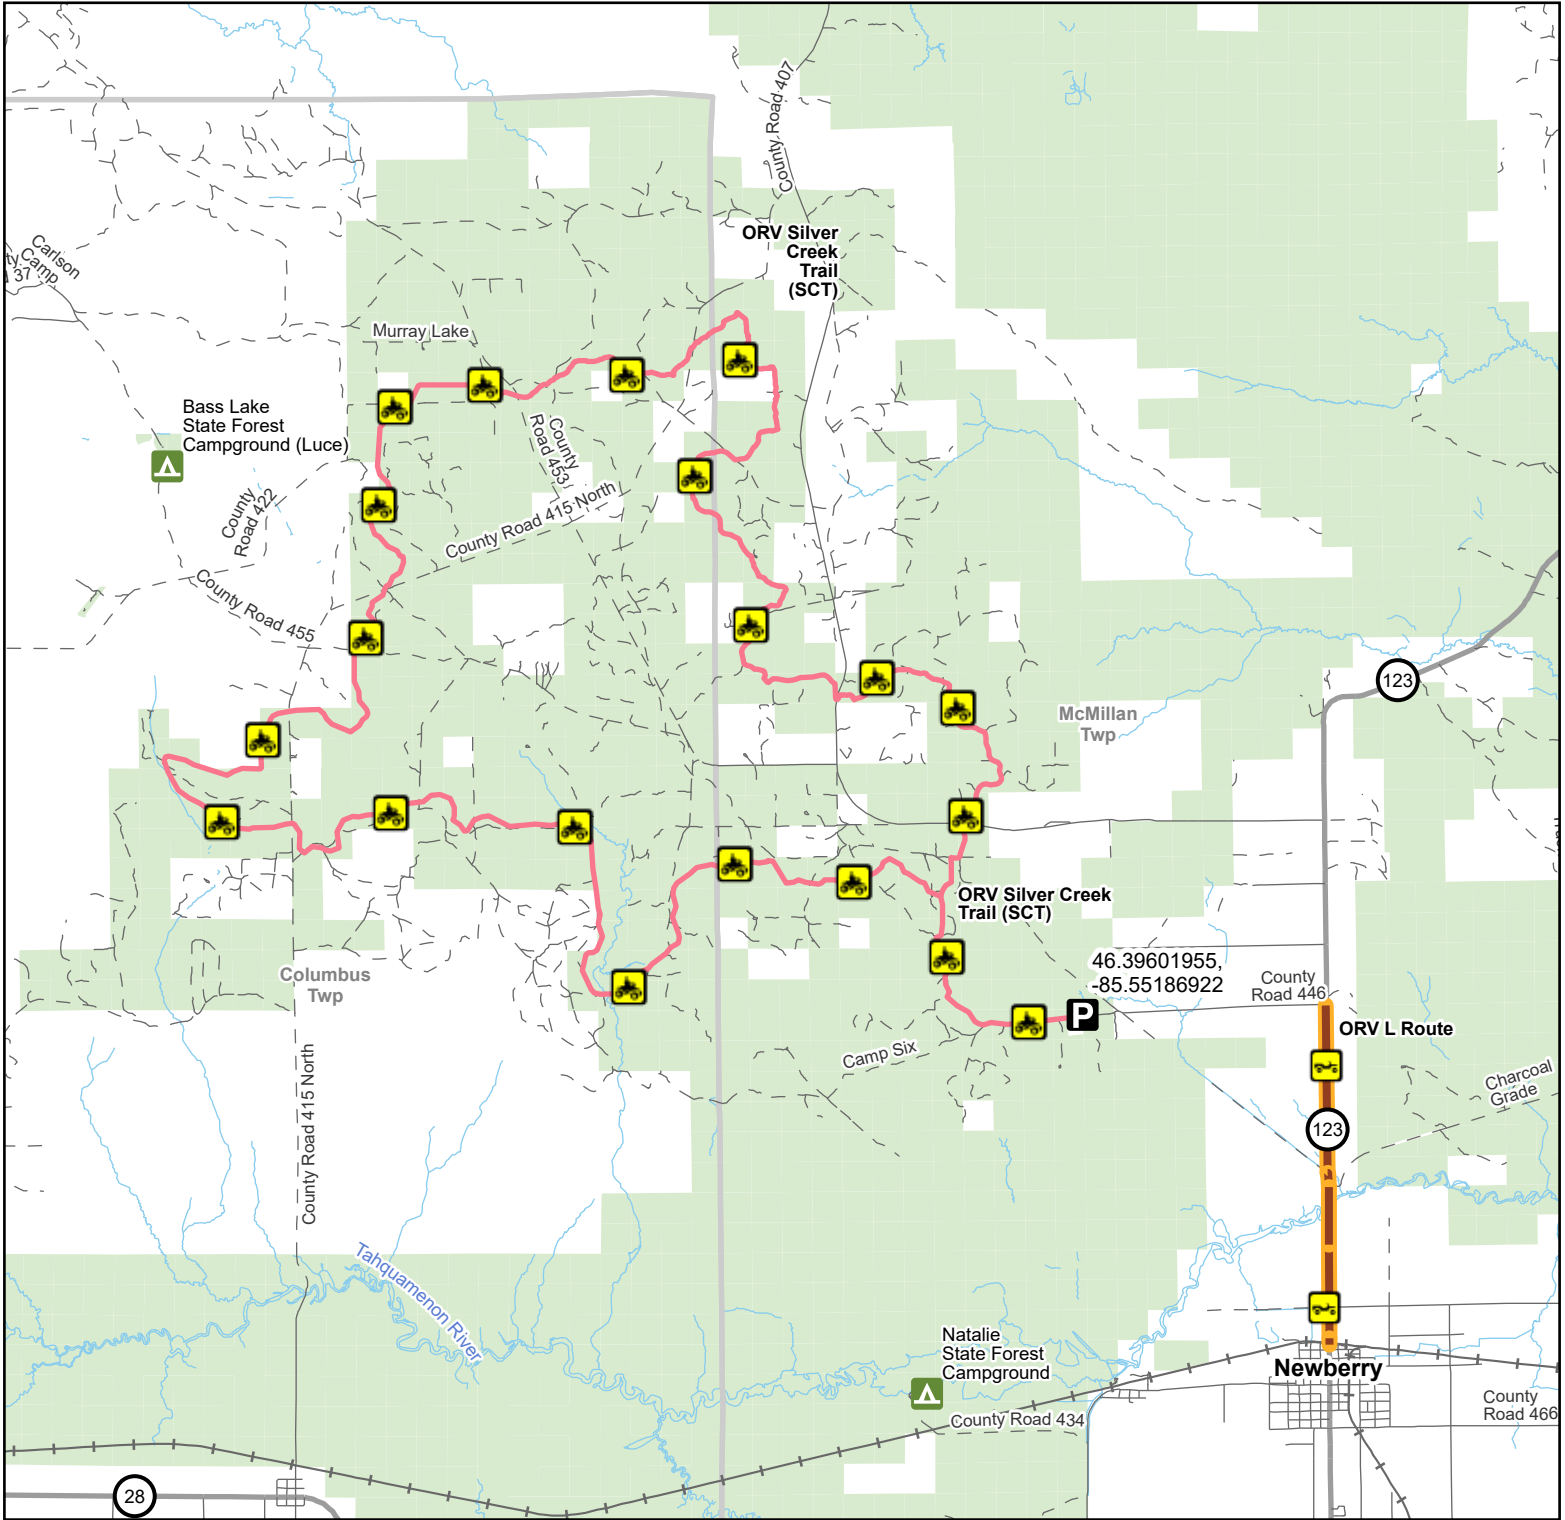 County Road 407
Carlson
ty Camp
37
ORV Silver
Creek
Trail
(SCT)
Murray Lake
Bass Lake
State Forest
Campground (Luce)
County
Road 453
County
Road 422
County Road 415 North
County Road 455
123
McMillan
Twp
ORV Silver Creek
Trail (SCT)
46.39601955,
-85.55186922
Columbus
Twp
County
Road 446
P
ORV L Route
Camp Six
Charcoal
Grade
County Road 415 North
123
Tahquamenon River
Natalie
State Forest
Campground
Newberry
County Road 434
County
Road 466
28